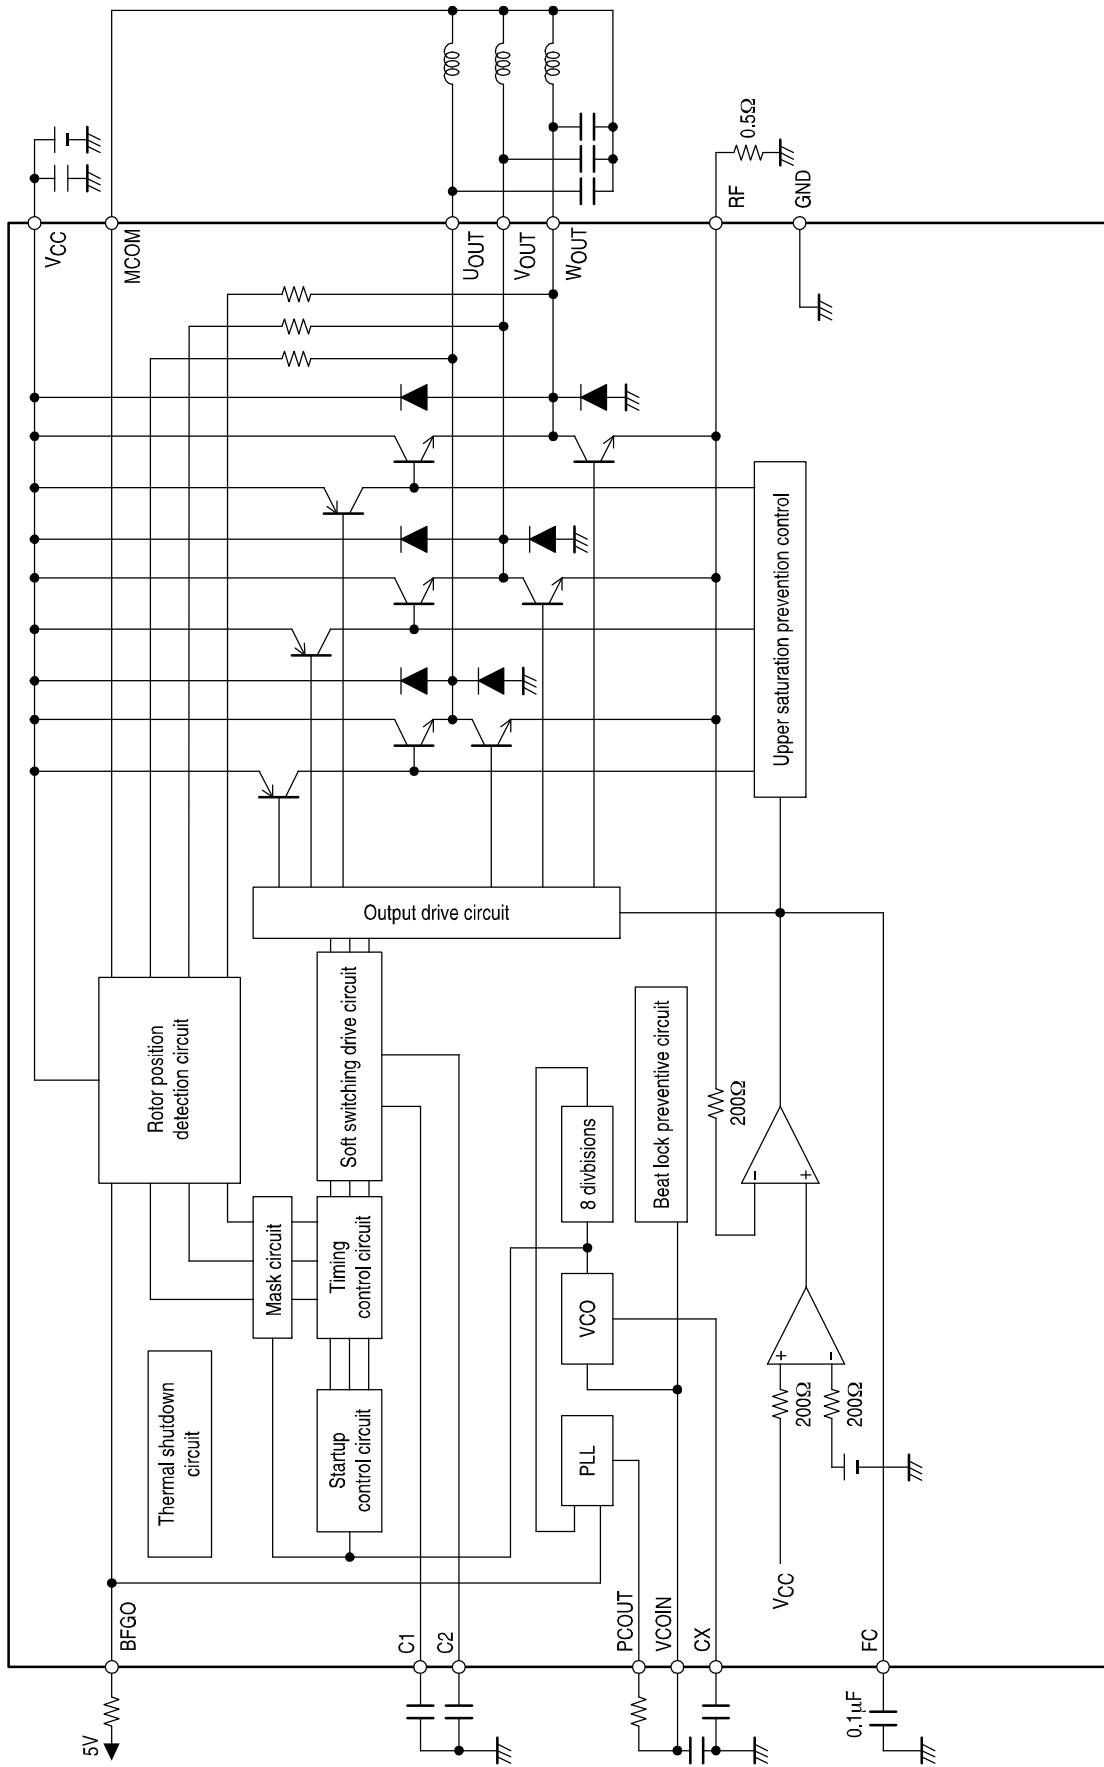 VCC
MCOM
UOUT
VOUT
WOUT
RF
0.5Ω
GND
Upper saturation prevention control
Output drive circuit
Rotor position
detection circuit
Soft switching drive circuit
8 divbisions
Beat lock preventive circuit
200Ω
-
+
Mask circuit
Timing
control circuit
VCO
Thermal shutdown
circuit
Startup
control circuit
PLL
+
-
200Ω
200Ω
VCC
BFGO
C1
C2
PCOUT
VCOIN
CX
FC
5V
0.1µF